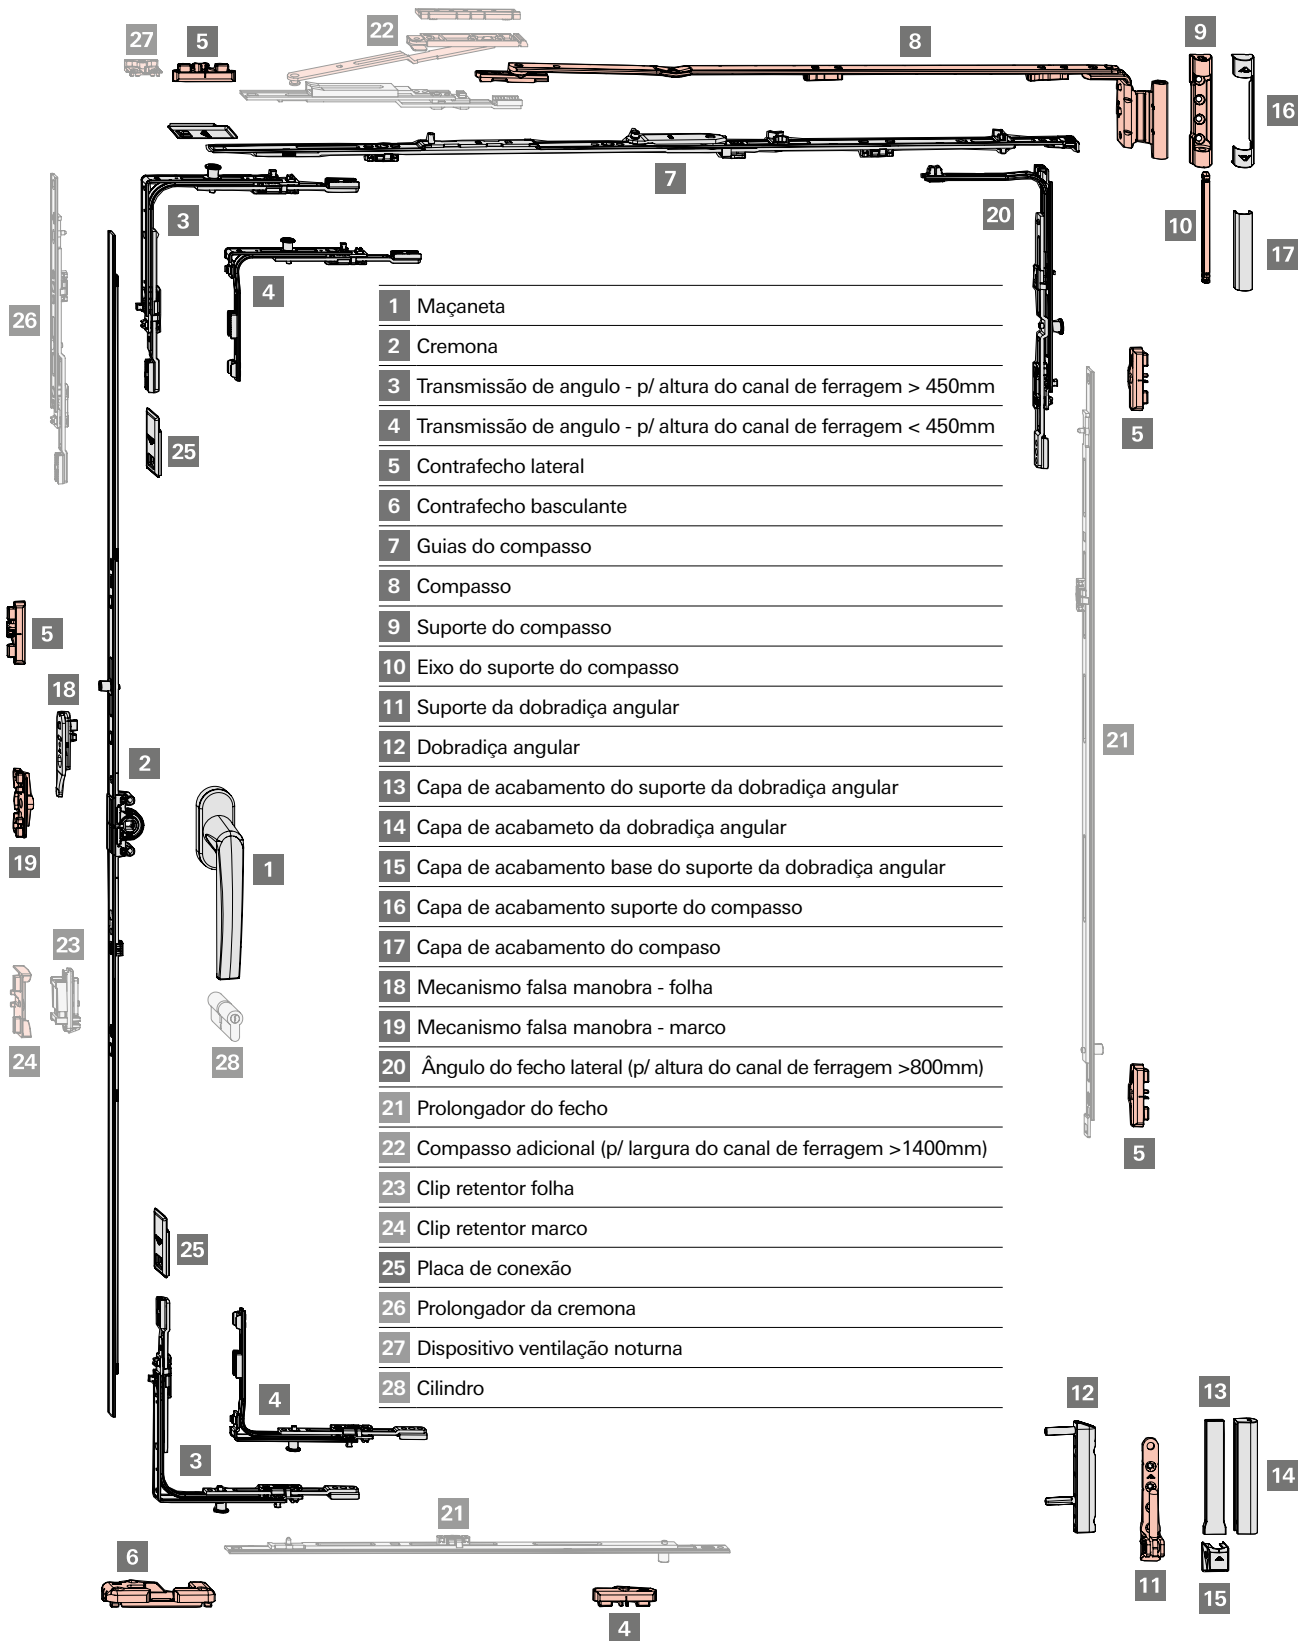 27
5
22
8
9
16
7
3
20
10
17
4
26
25
5
5
18
2
19
1
21
23
24
28
5
25
4
3
21
6
4
12
13
14
11
15
1 Maçaneta
2 Cremona
3 Transmissão de angulo - p/ altura do canal de ferragem > 450mm
4 Transmissão de angulo - p/ altura do canal de ferragem < 450mm
5 Contrafecho lateral
6 Contrafecho basculante
7 Guias do compasso
8 Compasso
9 Suporte do compasso
10 Eixo do suporte do compasso
11 Suporte da dobradiça angular
12 Dobradiça angular
13 Capa de acabamento do suporte da dobradiça angular
14 Capa de acabameto da dobradiça angular
15 Capa de acabamento base do suporte da dobradiça angular
16 Capa de acabamento suporte do compasso
17 Capa de acabamento do compaso
18 Mecanismo falsa manobra - folha
19 Mecanismo falsa manobra - marco
20 Ângulo do fecho lateral (p/ altura do canal de ferragem >800mm)
21 Prolongador do fecho
22 Compasso adicional (p/ largura do canal de ferragem >1400mm)
23 Clip retentor folha
24 Clip retentor marco
25 Placa de conexão
26 Prolongador da cremona
27 Dispositivo ventilação noturna
28 Cilindro